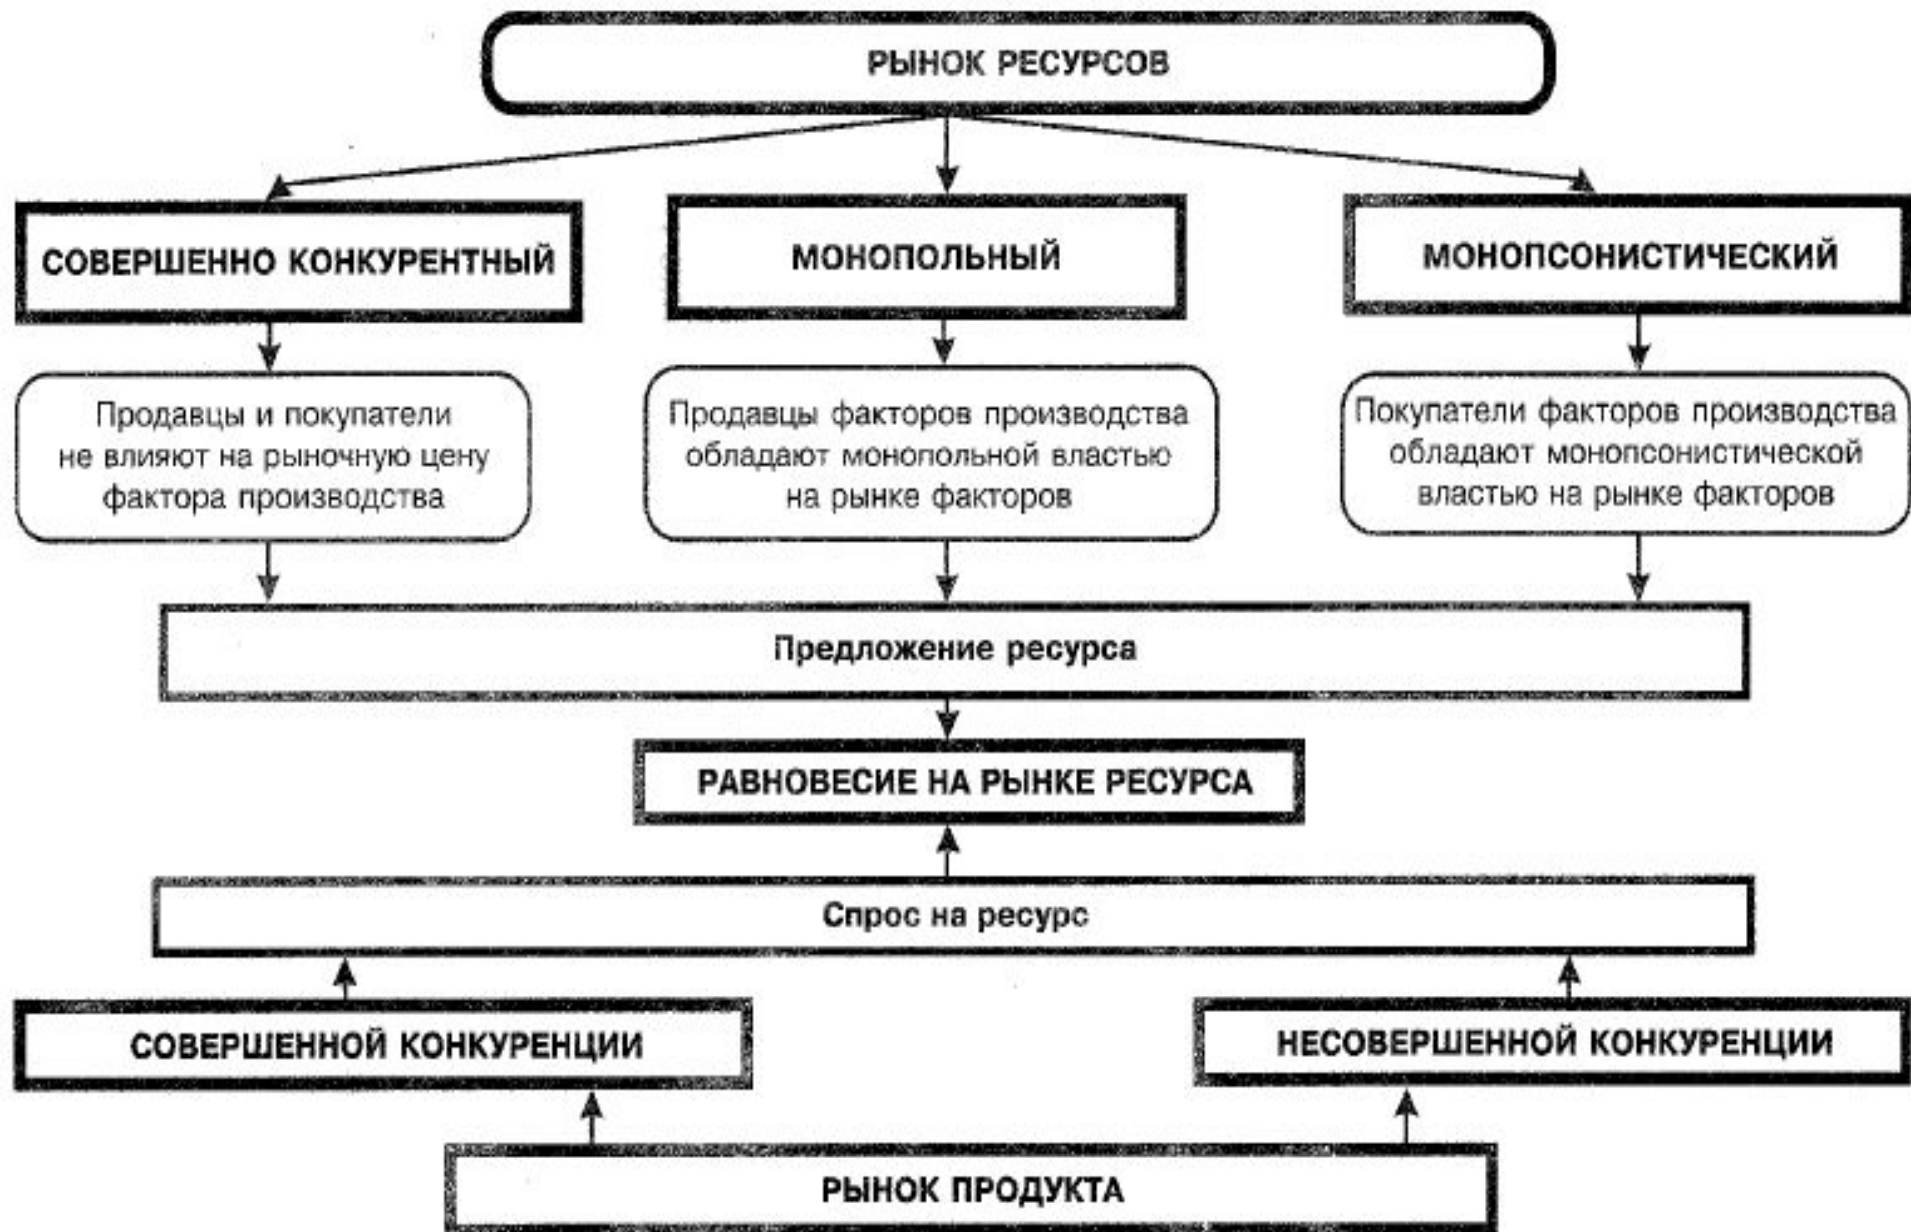 РЫНОК РЕСУРСОВ
СОВЕРШЕННО КОНКУРЕНТНЫЙ
МОНОПОЛЬНЫЙ
МОНОПСОНИСТИЧЕСКИЙ
Продавцы и покупатели
не влияют на рыночную цену
фактора производства
Продавцы факторов производства
обладают монопольной властью
на рынке факторов
Покупатели факторов производства
обладают монопсонистической
властью на рынке факторов
Предложение ресурса
РАВНОВЕСИЕ НА РЫНКЕ РЕСУРСА
Спрос на ресурс
СОВЕРШЕННОЙ КОНКУРЕНЦИИ
НЕСОВЕРШЕННОЙ КОНКУРЕНЦИИ
РЫНОК ПРОДУКТА